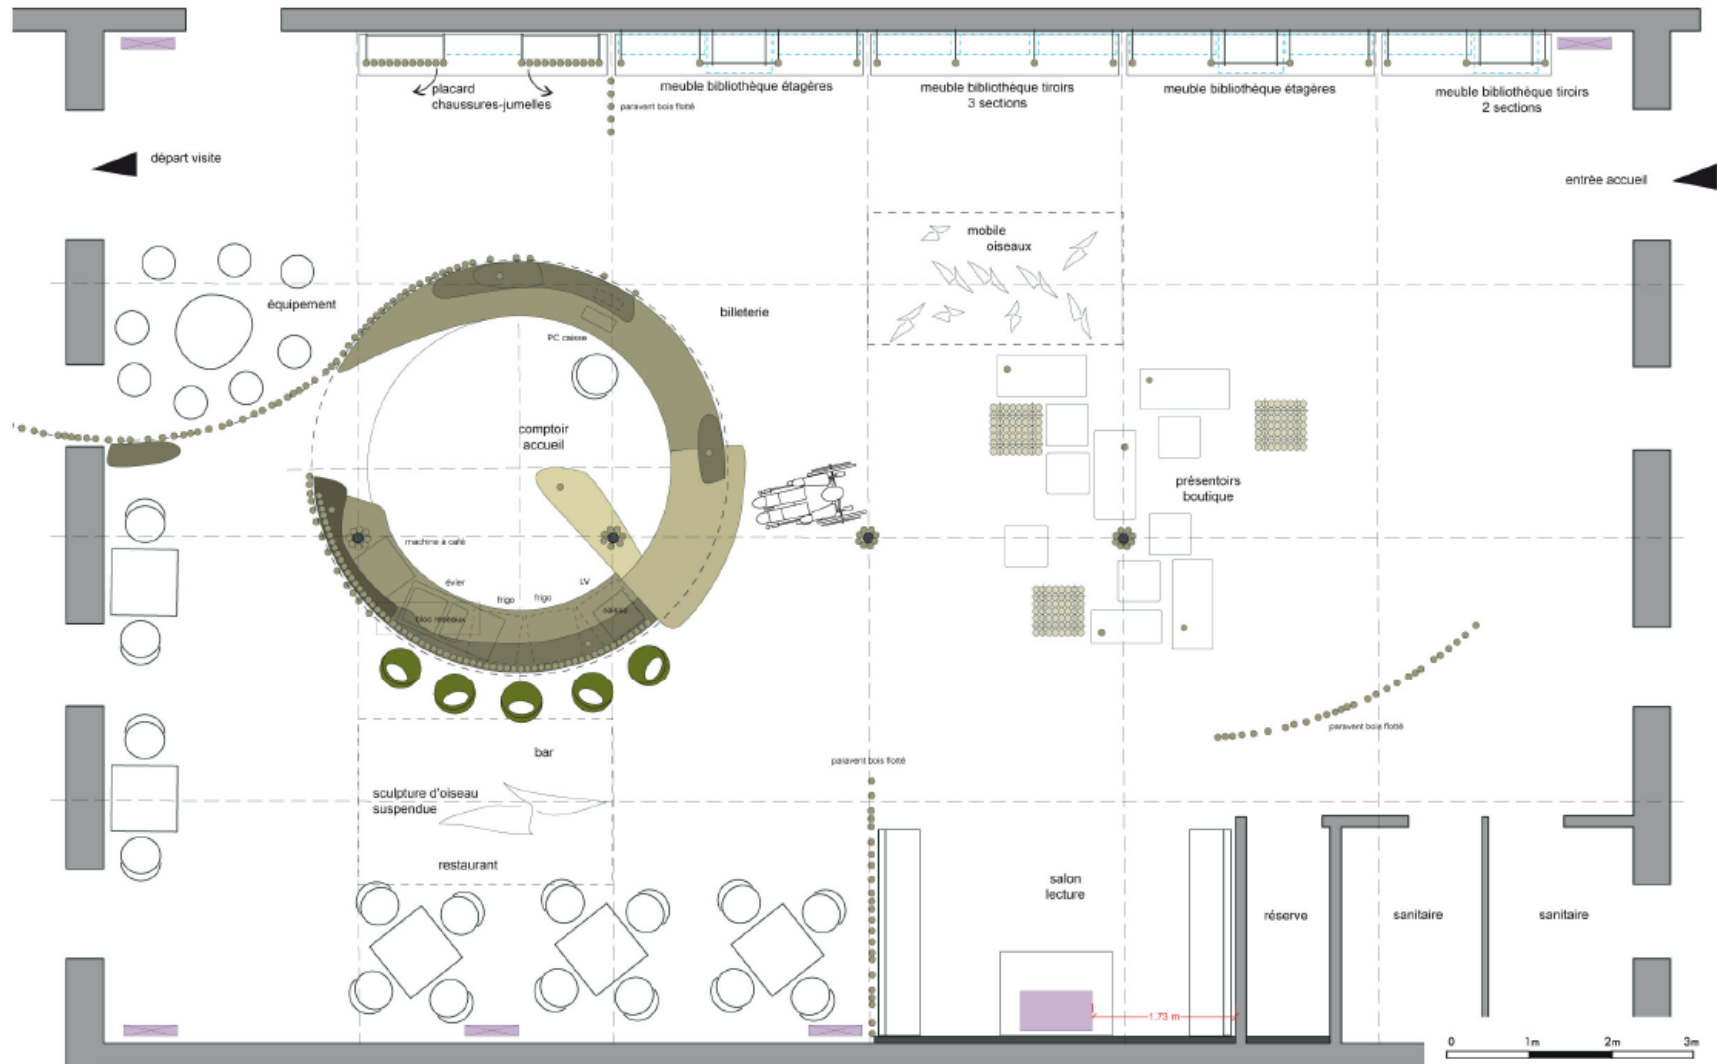 placard
chaussures-jumelles
paravent bois flotté
meuble bibliothèque étagères
meuble bibliothèque tiroirs
3 sections
meuble bibliothèque étagères
meuble bibliothèque tiroirs
2 sections
départ visite
entrée accueil
mobile
oiseaux
équipement
billeterie
PC caisse
comptoir
accueil
présentoirs
boutique
machine à café
évier
frigo
frigo
LV
bloc réseaux
caisse
paravent bois flotté
bar
paravent bois flotté
sculpture d'oiseau
suspendue
restaurant
salon
lecture
réserve
sanitaire
sanitaire
1.73 m
0 1m 2m 3m